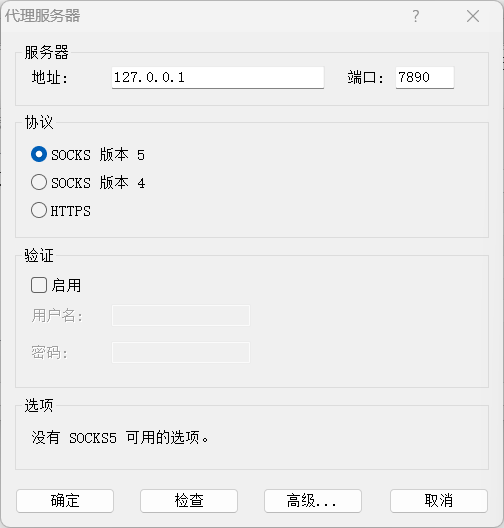 代理服务器 ?
服务器
地址: 127.0.0.1 端口: 7890
协议
SOCKS 版本 5
SOCKS 版本 4
HTTPS
验证
启用
用户名:
密码:
选项
没有 SOCKS5 可用的选项。
确定 检查 高级... 取消